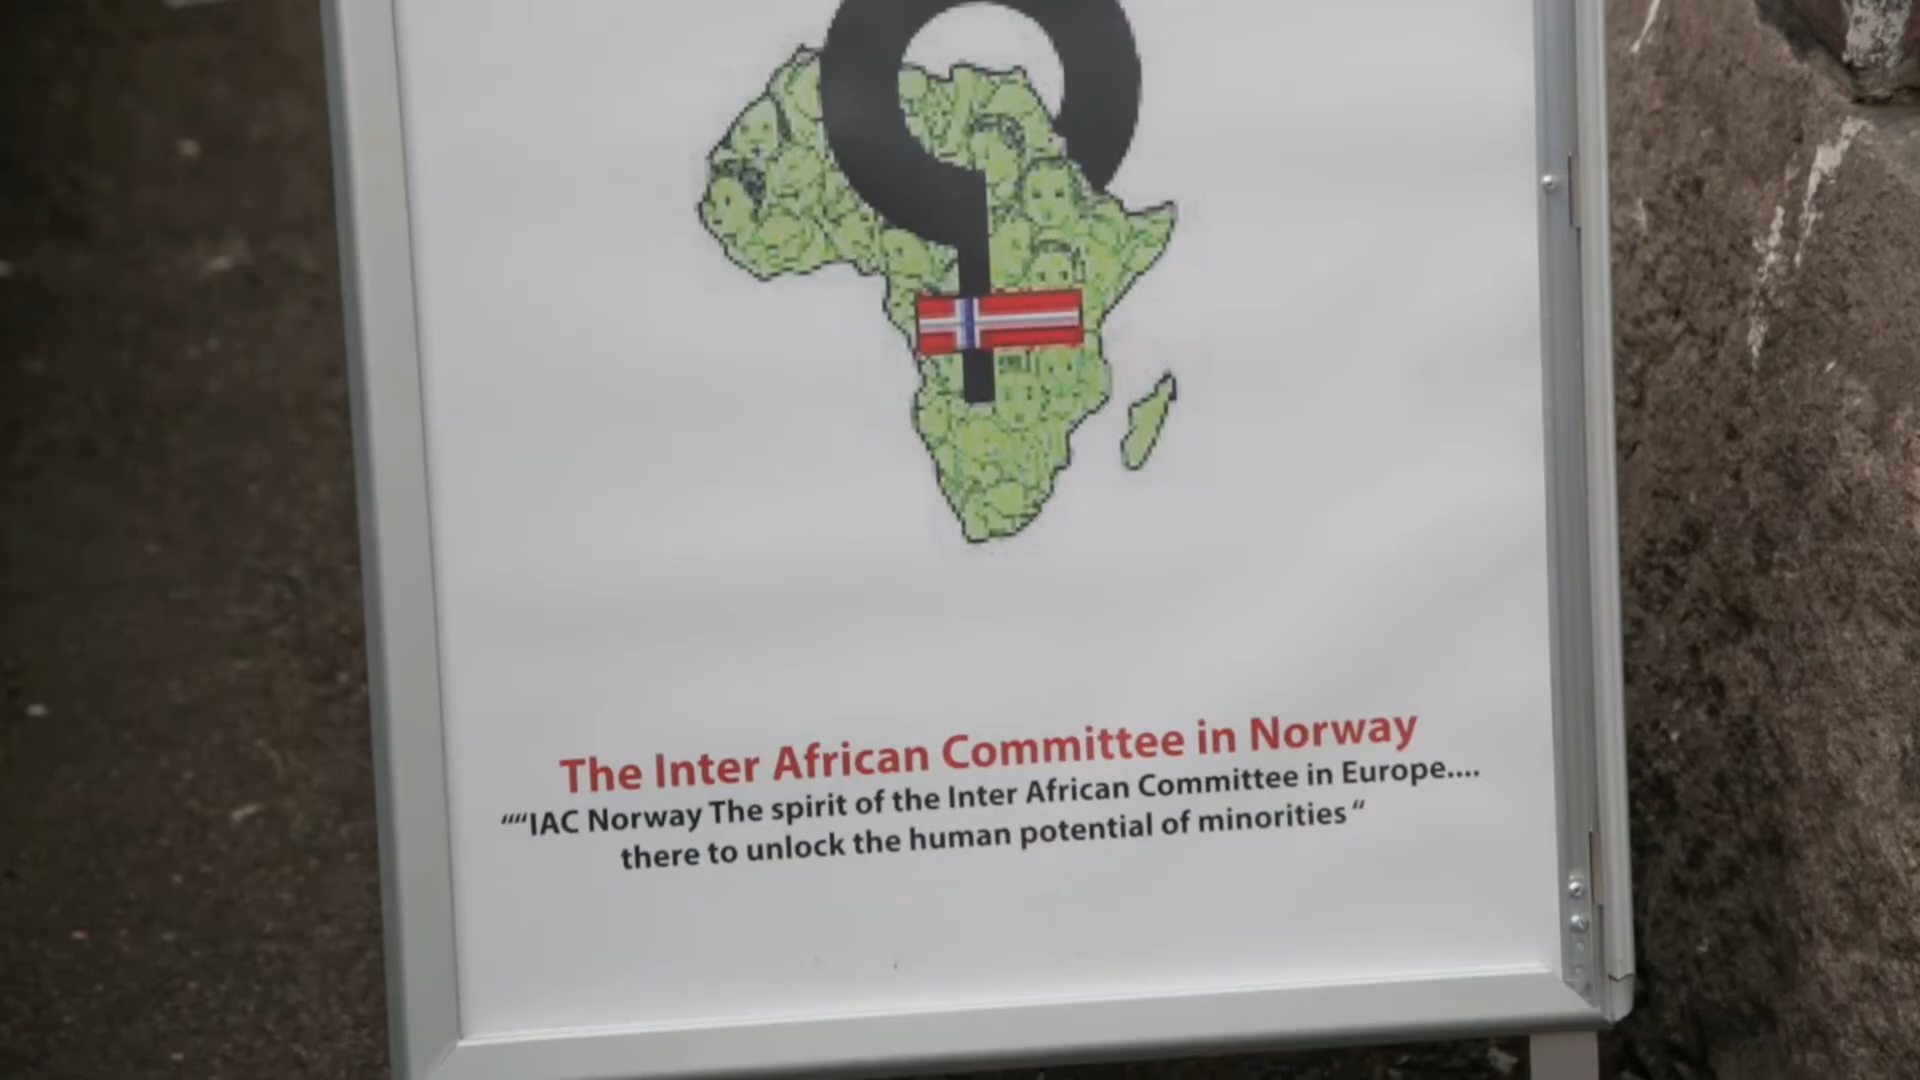 The Inter African Committee in Norway
““IAC Norway The spirit of the Inter African Committee in Europe....
there to unlock the human potential of minorities “